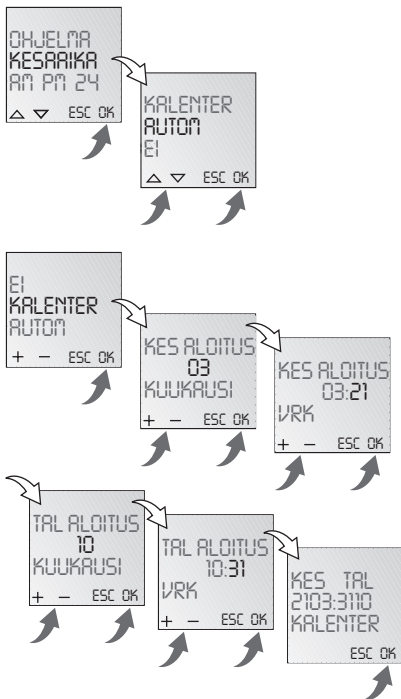 OHJELMA
KESÄAIKA
AM PM 24
ESC OK
KALENTER
AUTOM
EI
ESC OK
EI
KALENTER
AUTOM
+ − ESC OK
KES ALOITUS
03
KUUKAUSI
+ − ESC OK
KES ALOITUS
03:21
VRK
+ − ESC OK
TAL ALOITUS
10
KUUKAUSI
+ − ESC OK
TAL ALOITUS
10:31
VRK
+ − ESC OK
KES TAL
2103:3110
KALENTER
ESC OK